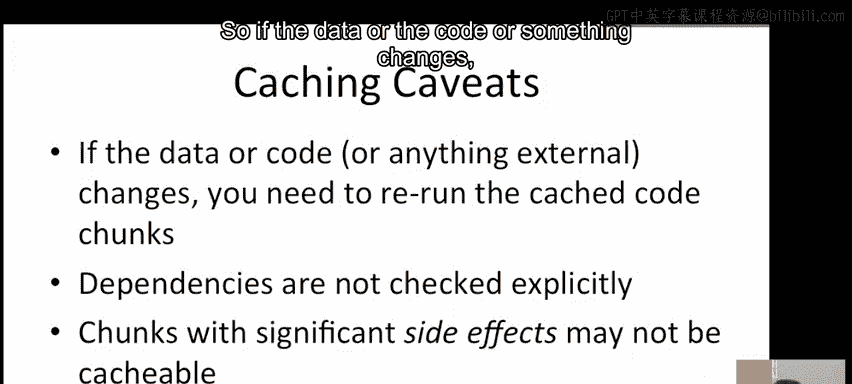 GPT中英字幕课程资源@bilibili.com
So if the data or the code or something
changes,
Caching Caveats
• If the data or code (or anything external)
changes, you need to re-run the cached code
chunks
• Dependencies are not checked explicitly
• Chunks with significant side effects may not be
cacheable